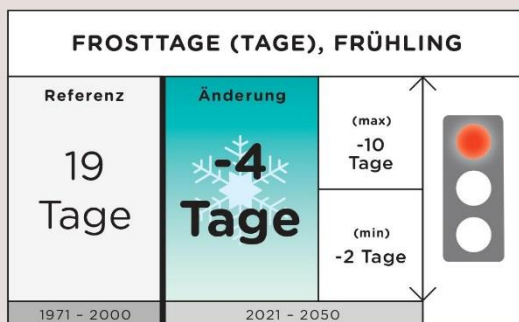 FROSTTAGE (TAGE), FRÜHLING
Referenz
19
Tage
1971 - 2000
Änderung
-4
Tage
(max)
-10
Tage
(min)
-2 Tage
2021 - 2050